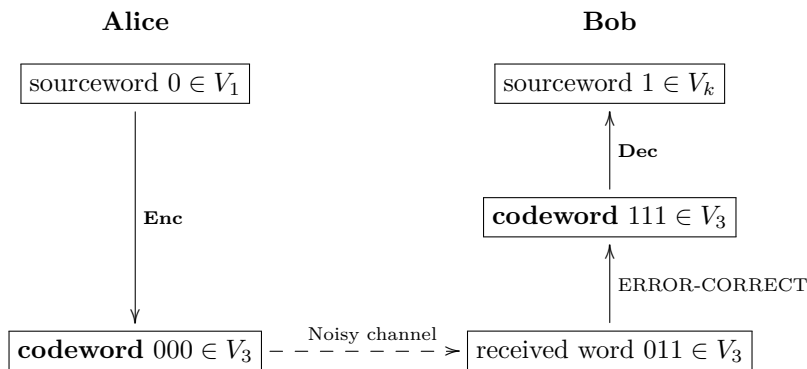 Alice
Bob
sourceword 0 ∈ V₁
sourceword 1 ∈ Vₖ
Dec
Enc
codeword 111 ∈ V₃
ERROR-CORRECT
codeword 000 ∈ V₃
Noisy channel
received word 011 ∈ V₃